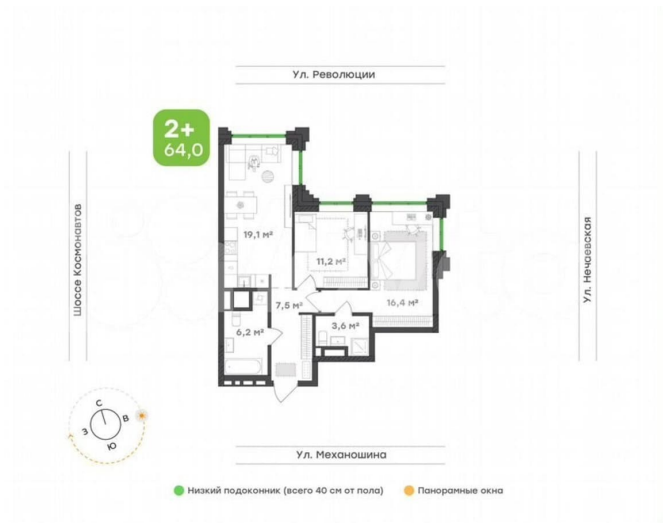 Ул. Революции
2+
64,0
Шоссе Космонавтов
19,1 м²
11,2 м²
16,4 м²
Ул. Нечаевская
7,5 м²
6,2 м²
3,6 м²
С
В
З
Ю
Ул. Механошина
Низкий подоконник (всего 40 см от пола)
Панорамные окна